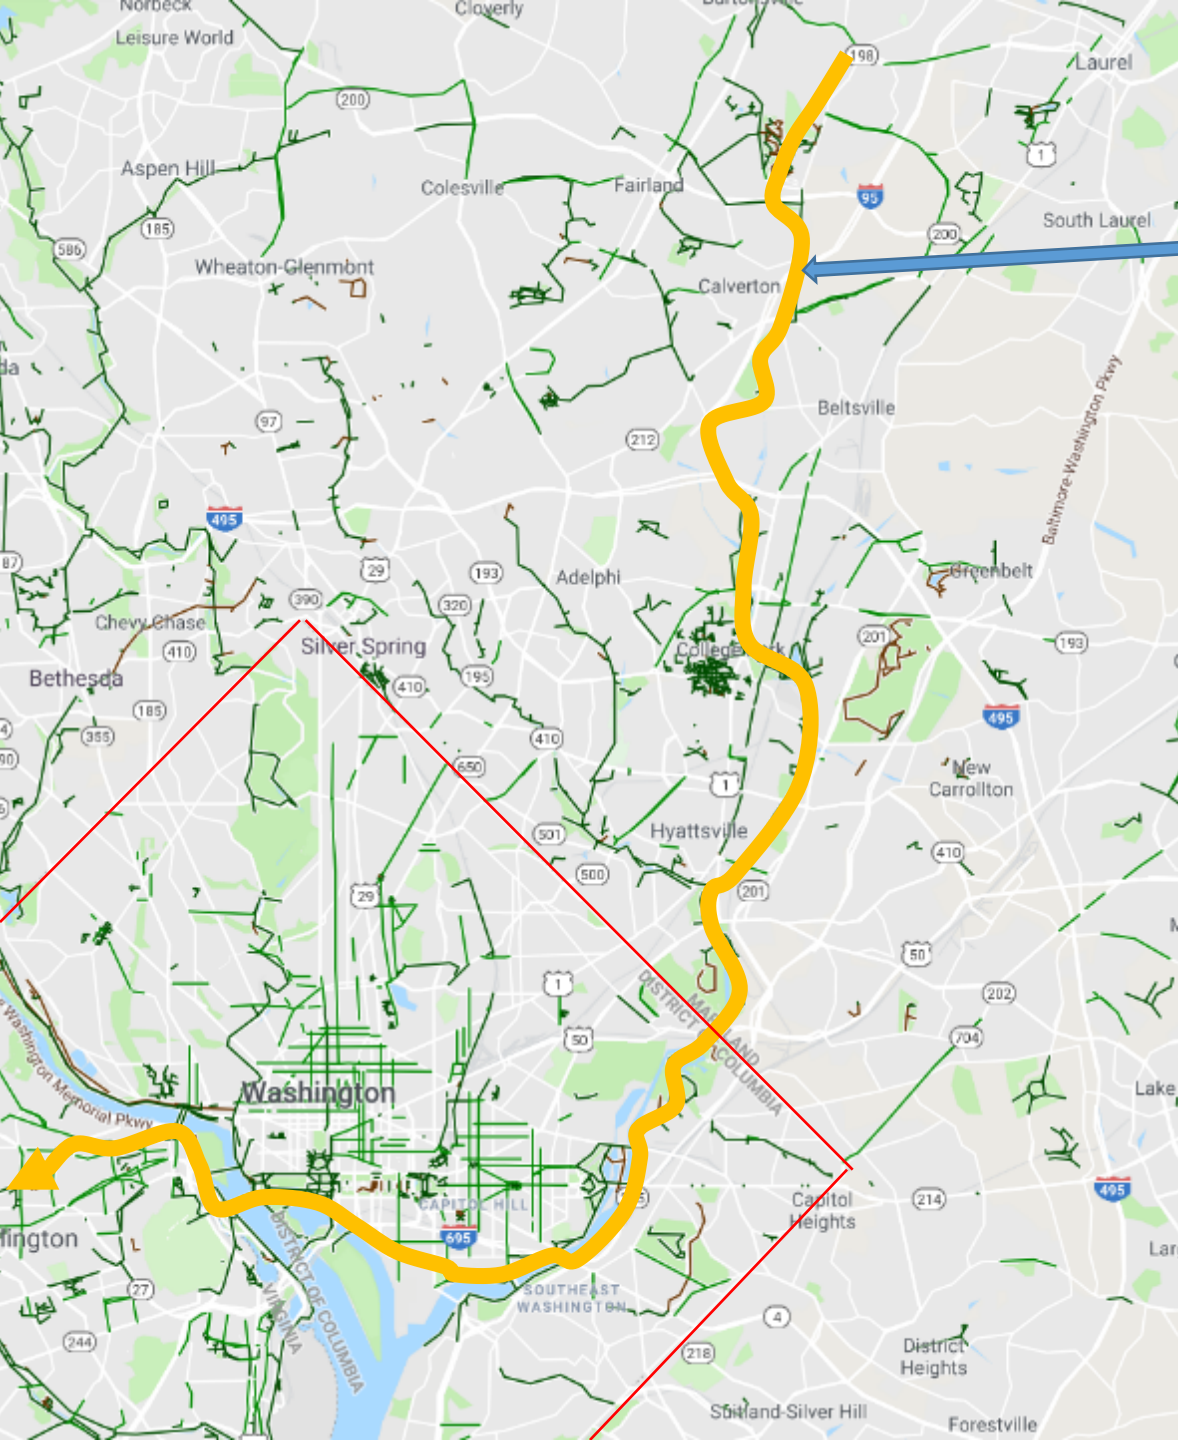 Norbeck
Cloverly
Leisure World
198
Laurel
200
1
Aspen Hill
Colesville
Fairland
95
185
586
South Laurel
200
Wheaton-Glenmont
Calverton
Beltsville
97
212
Baltimore-Washington Pkwy
495
87
29
193
Adelphi
Greenbelt
390
320
Chevy Chase
410
Silver Spring
College
201
193
Bethesda
410
195
185
495
355
410
650
1
New
Carrollton
501
Hyattsville
410
500
29
201
50
1
202
MARYLAND
DISTRICT
COLUMBIA
50
704
Washington Memorial Pkwy
Washington
Lake
CAPITOL HILL
Capitol
Heights
214
495
695
DISTRICT OF COLUMBIA
VIRGINIA
27
SOUTHEAST
WASHINGTON
4
244
218
District
Heights
Suitland-Silver Hill
Forestville